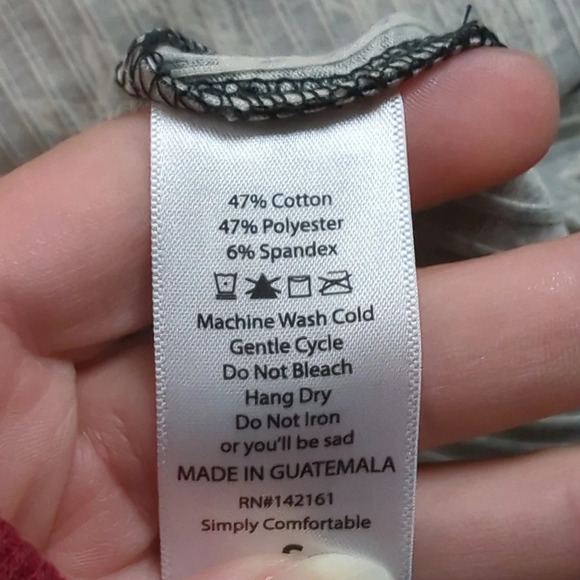 47% Cotton
47% Polyester
6% Spandex
Machine Wash Cold
Gentle Cycle
Do Not Bleach
Hang Dry
Do Not Iron
or you'll be sad
MADE IN GUATEMALA
RN#142161
Simply Comfortable